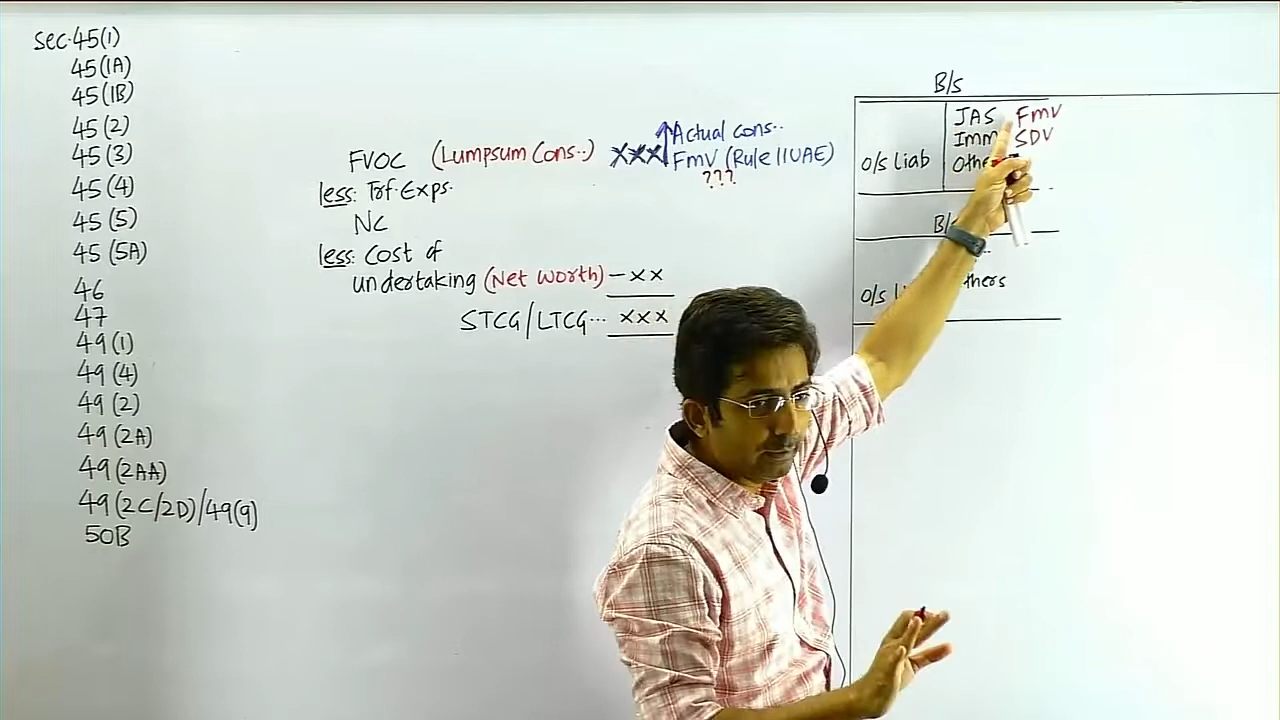 Sec. 45(1)
45(1A)
45(1B)
45(2)
45(3)
45(4)
45(5)
45(5A)
46
47
49(1)
49(4)
49(2)
49(2A)
49(2AA)
49(2C/2D)/49(9)
50B
FVOC (Lumpsum Cons..) XXX Actual cons..
FMV (Rule 11UAE)
???
less: Trf. Exps.
NC
less: Cost of
undertaking (Net worth) - xx
STCG/LTCG... xxx
B/s
JAS FMV
Imm SDV
O/s Liab